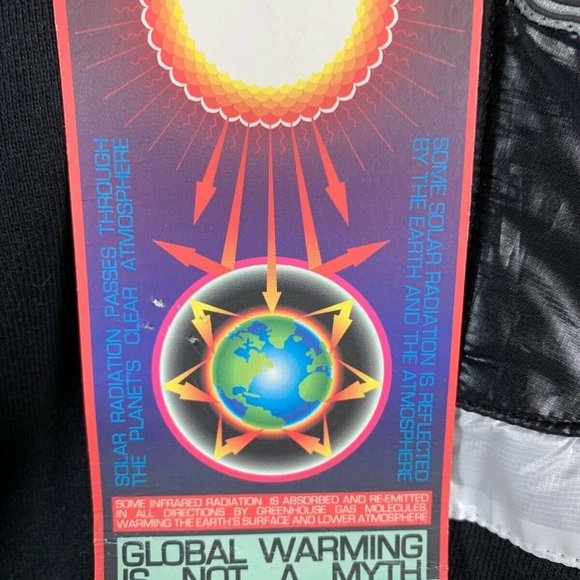 SOLAR RADIATION PASSES THROUGH
THE PLANET'S CLEAR ATMOSPHERE
SOME SOLAR RADIATION IS REFLECTED
BY THE EARTH AND THE ATMOSPHERE
SOME INFRARED RADIATION IS ABSORBED AND RE-EMITTED
IN ALL DIRECTIONS BY GREENHOUSE GAS MOLECULES,
WARMING THE EARTH'S SURFACE AND LOWER ATMOSPHERE
GLOBAL WARMING
IS NOT A MYTH